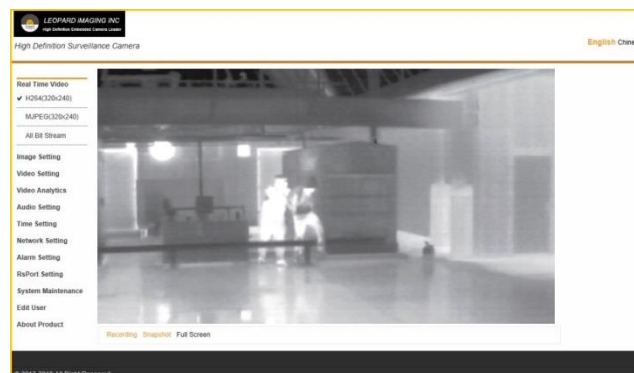 LEOPARD IMAGING INC
High Definition Embedded Camera Leader
High Definition Surveillance Camera
English Chine
Real Time Video
✔ H264(320x240)
MJPEG(320x240)
All Bit Stream
Image Setting
Video Setting
Video Analytics
Audio Setting
Time Setting
Network Setting
Alarm Setting
RsPort Setting
System Maintenance
Edit User
About Product
Recording Snapshot Full Screen